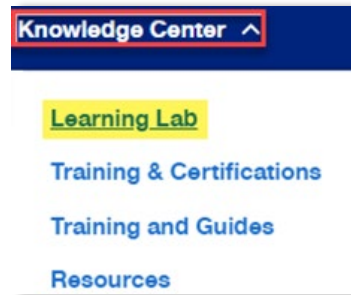 Knowledge Center
Learning Lab
Training & Certifications
Training and Guides
Resources